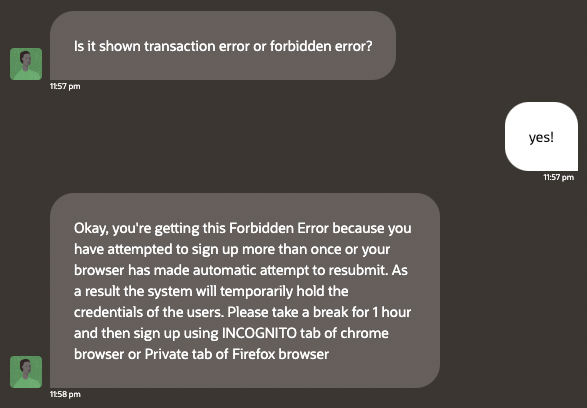 Is it shown transaction error or forbidden error?
11:57 pm
yes!
11:57 pm
Okay, you're getting this Forbidden Error because you
have attempted to sign up more than once or your
browser has made automatic attempt to resubmit. As
a result the system will temporarily hold the
credentials of the users. Please take a break for 1 hour
and then sign up using INCOGNITO tab of chrome
browser or Private tab of Firefox browser
11:58 pm